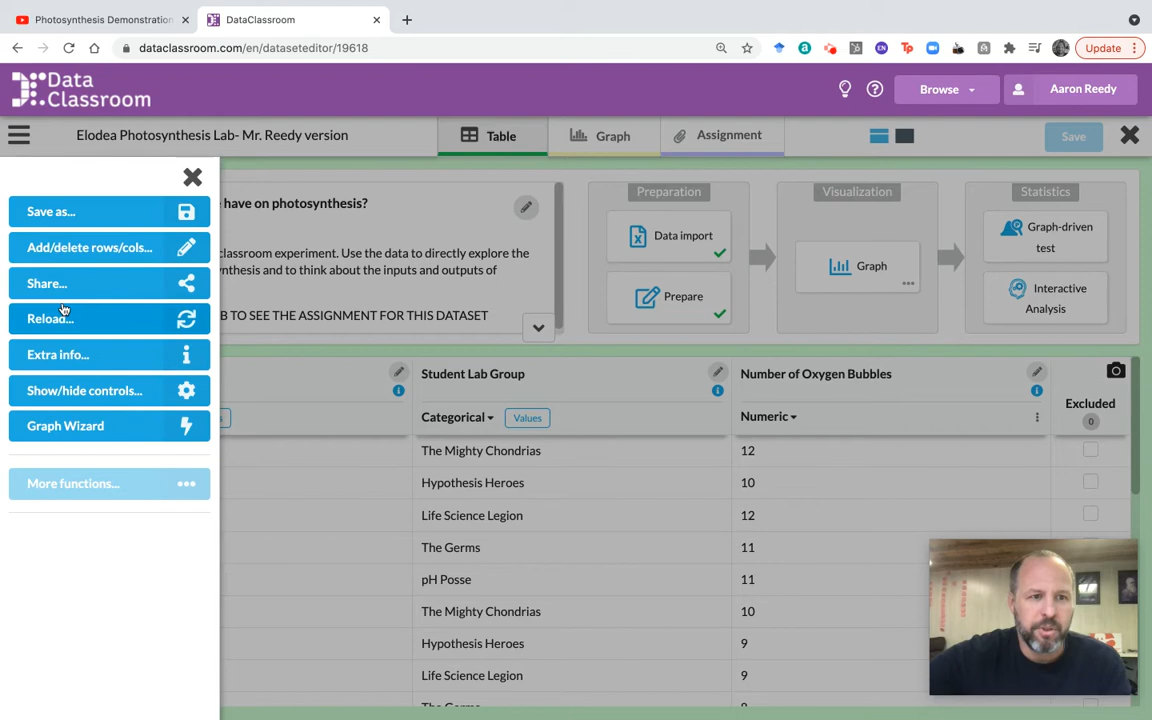 Photosynthesis Demonstration
DataClassroom
dataclassroom.com/en/dataseteditor/19618
Update
Data
Classroom
Browse
Aaron Reedy
Elodea Photosynthesis Lab- Mr. Reedy version
Table
Graph
Assignment
Save
Save as...
Add/delete rows/cols...
Share...
Reload...
Extra info...
Show/hide controls...
Graph Wizard
More functions...
have on photosynthesis?
classroom experiment. Use the data to directly explore the
nthesis and to think about the inputs and outputs of
B TO SEE THE ASSIGNMENT FOR THIS DATASET
Preparation
Data import
Prepare
Visualization
Graph
Statistics
Graph-driven
test
Interactive
Analysis
Student Lab Group
Number of Oxygen Bubbles
Excluded
0
Categorical
Values
Numeric
The Mighty Chondrias 12
Hypothesis Heroes 10
Life Science Legion 12
The Germs 11
pH Posse 11
The Mighty Chondrias 10
Hypothesis Heroes 9
Life Science Legion 9